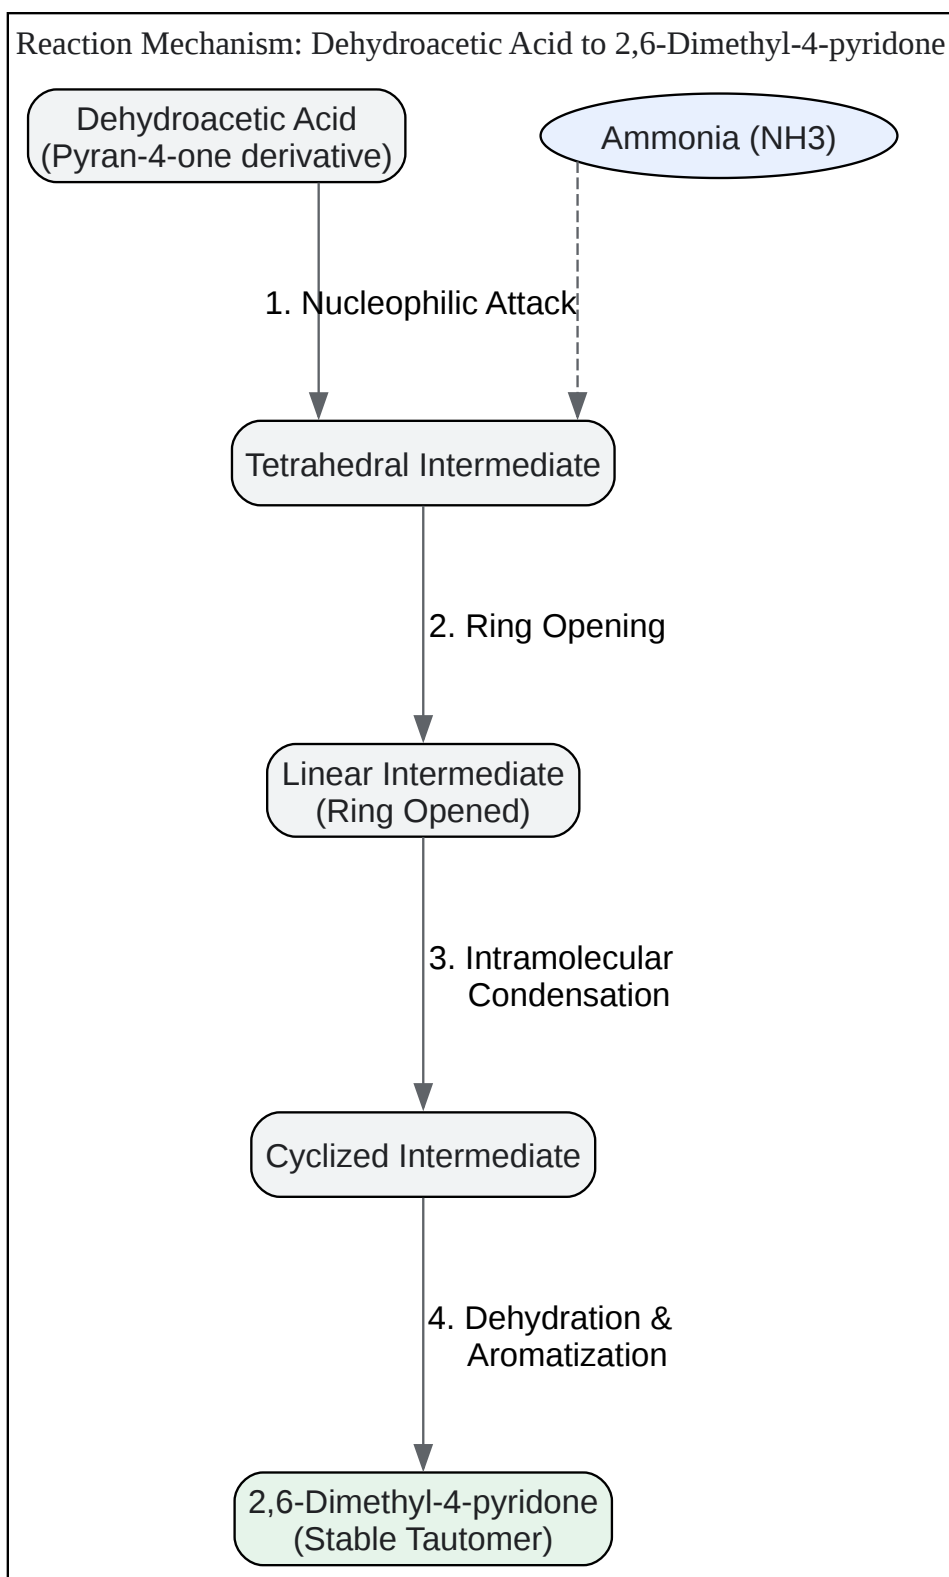 Reaction Mechanism: Dehydroacetic Acid to 2,6-Dimethyl-4-pyridone
Dehydroacetic Acid
(Pyran-4-one derivative)
Ammonia (NH3)
1. Nucleophilic Attack
Tetrahedral Intermediate
2. Ring Opening
Linear Intermediate
(Ring Opened)
3. Intramolecular
Condensation
Cyclized Intermediate
4. Dehydration &
Aromatization
2,6-Dimethyl-4-pyridone
(Stable Tautomer)